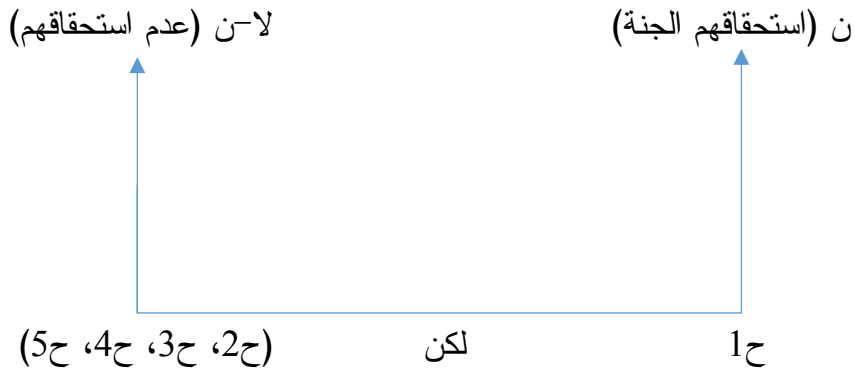 ن (استحقاقهم الجنة) لا-ن (عدم استحقاقهم)
ح1 لكن (ح2، ح3، ح4، ح5)